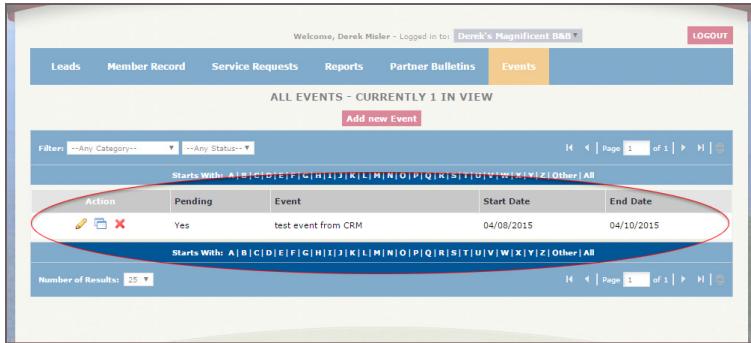 Welcome, Derek Misler - Logged in to: Derek's Magnificent B&B
LOGOUT
Leads Member Record Service Requests Reports Partner Bulletins Events
ALL EVENTS - CURRENTLY 1 IN VIEW
Add new Event
Filter: --Any Category-- --Any Status-- Page 1 of 1
Starts With: A|B|C|D|E|F|G|H|I|J|K|L|M|N|O|P|Q|R|S|T|U|V|W|X|Y|Z|Other|All
Action Pending Event Start Date End Date
Yes test event from CRM 04/08/2015 04/10/2015
Starts With: A|B|C|D|E|F|G|H|I|J|K|L|M|N|O|P|Q|R|S|T|U|V|W|X|Y|Z|Other|All
Number of Results: 25 Page 1 of 1